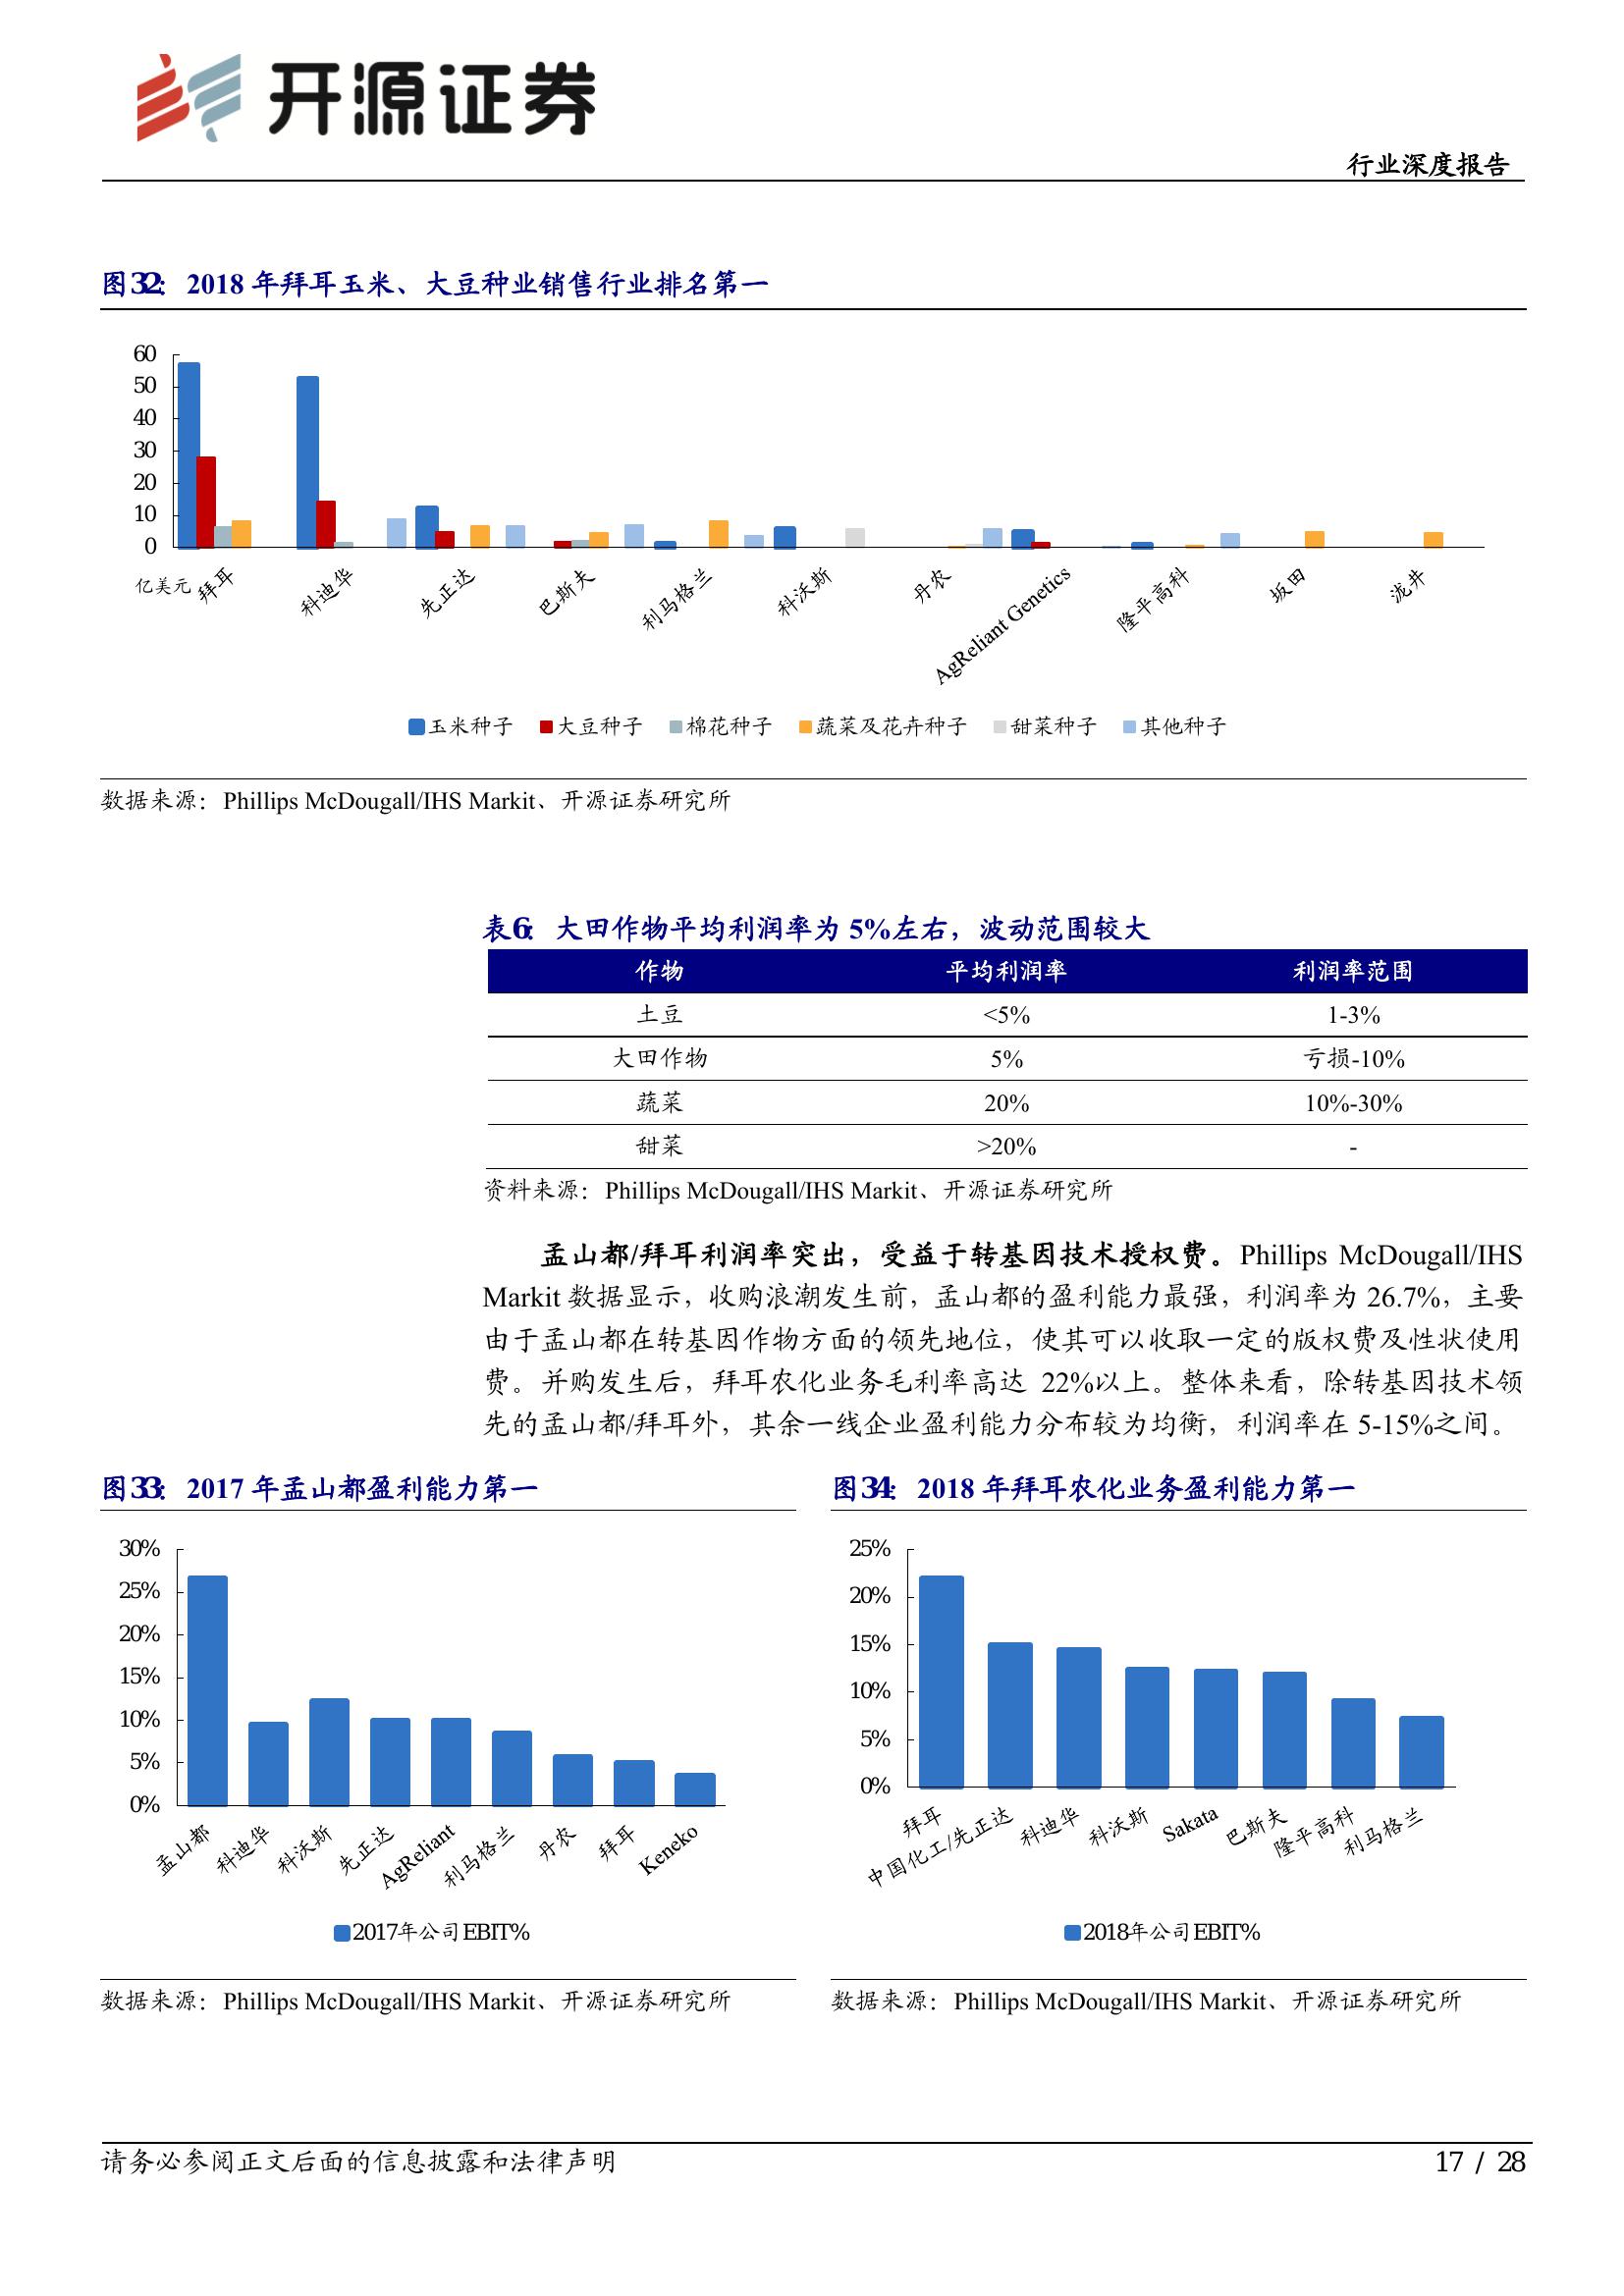 开源证券
行业深度报告
图32：2018 年拜耳玉米、大豆种业销售行业排名第一
60
50
40
30
20
10
0
亿美元
拜耳
科迪华
先正达
巴斯夫
利马格兰
科沃斯
丹农
AgReliant Genetics
隆平高科
坂田
泷井
玉米种子 大豆种子 棉花种子 蔬菜及花卉种子 甜菜种子 其他种子
数据来源：Phillips McDougall/IHS Markit、开源证券研究所
表6：大田作物平均利润率为 5%左右，波动范围较大
作物 平均利润率 利润率范围
土豆 <5% 1-3%
大田作物 5% 亏损-10%
蔬菜 20% 10%-30%
甜菜 >20% -
资料来源：Phillips McDougall/IHS Markit、开源证券研究所
孟山都/拜耳利润率突出，受益于转基因技术授权费。Phillips McDougall/IHS
Markit 数据显示，收购浪潮发生前，孟山都的盈利能力最强，利润率为 26.7%，主要
由于孟山都在转基因作物方面的领先地位，使其可以收取一定的版权费及性状使用
费。并购发生后，拜耳农化业务毛利率高达 22%以上。整体来看，除转基因技术领
先的孟山都/拜耳外，其余一线企业盈利能力分布较为均衡，利润率在 5-15%之间。
图33：2017 年孟山都盈利能力第一
30%
25%
20%
15%
10%
5%
0%
孟山都
科迪华
科沃斯
先正达
AgReliant
利马格兰
丹农
拜耳
Keneko
2017年公司EBIT%
数据来源：Phillips McDougall/IHS Markit、开源证券研究所
图34：2018 年拜耳农化业务盈利能力第一
25%
20%
15%
10%
5%
0%
拜耳
中国化工/先正达
科迪华
科沃斯
Sakata
巴斯夫
隆平高科
利马格兰
2018年公司EBIT%
数据来源：Phillips McDougall/IHS Markit、开源证券研究所
请务必参阅正文后面的信息披露和法律声明
17 / 28